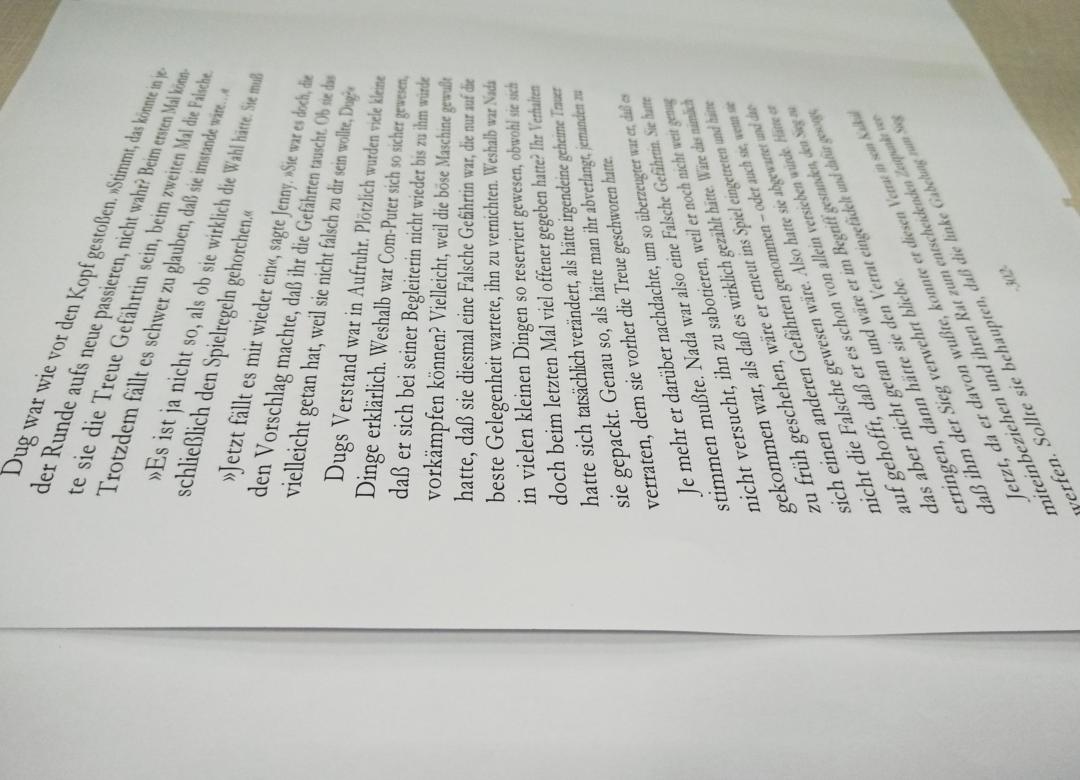 Dug war wie vor den Kopf gestoßen. »Stimmt, das könnte in je-
der Runde aufs neue passieren, nicht wahr? Beim ersten Mal könn-
te sie die Treue Gefährtin sein, beim zweiten Mal die Falsche.
Trotzdem fällt es schwer zu glauben, daß sie imstande wäre...«
»Es ist ja nicht so, als ob sie wirklich die Wahl hätte. Sie muß
schließlich den Spielregeln gehorchen.«
»Jetzt fällt es mir wieder ein«, sagte Jenny. »Sie war es doch, die
den Vorschlag machte, daß ihr die Gefährten tauscht. Ob sie das
vielleicht getan hat, weil sie nicht falsch zu dir sein wollte, Dug?«
Dugs Verstand war in Aufruhr. Plötzlich wurden viele kleine
Dinge erklärlich. Weshalb war Com-Puter sich so sicher gewesen,
daß er sich bei seiner Begleiterin nicht wieder bis zu ihm würde
vorkämpfen können? Vielleicht, weil die böse Maschine gewußt
hatte, daß sie diesmal eine Falsche Gefährtin war, die nur auf die
beste Gelegenheit wartete, ihn zu vernichten. Weshalb war Nada
in vielen kleinen Dingen so reserviert gewesen, obwohl sie sich
doch beim letzten Mal viel offener gegeben hatte? Ihr Verhalten
hatte sich tatsächlich verändert, als hätte irgendeine geheime Trauer
sie gepackt. Genau so, als hätte man ihr abverlangt, jemanden zu
verraten, dem sie vorher die Treue geschworen hatte.
Je mehr er darüber nachdachte, um so überzeugter war er, daß es
stimmen mußte. Nada war also eine Falsche Gefährtin. Sie hatte
nicht versucht, ihn zu sabotieren, weil er noch nicht weit genug
gekommen war, als daß es wirklich gezählt hätte. Wäre das nämlich
zu früh geschehen, wäre er erneut ins Spiel eingetreten und hätte
sich einen anderen Gefährten genommen – oder auch sie, wenn sie
nicht die Falsche gewesen wäre. Also hatte sie abgewartet und dar-
auf gehofft, daß er es schon von allein versieben würde. Hätte er
das aber nicht getan und wäre er im Begriff gestanden, den Sieg zu
erringen, dann hätte sie den Verrat eingefädelt und dafür gesorgt,
daß ihm der Sieg verwehrt bliebe.
Jetzt, da er davon wußte, konnte er diesen Verrat in sein Kalkül
miteinbeziehen und ihren Rat zum entscheidenden Zeitpunkt ver-
werfen. Sollte sie behaupten, daß die linke Gabelung zum Sieg
-302-